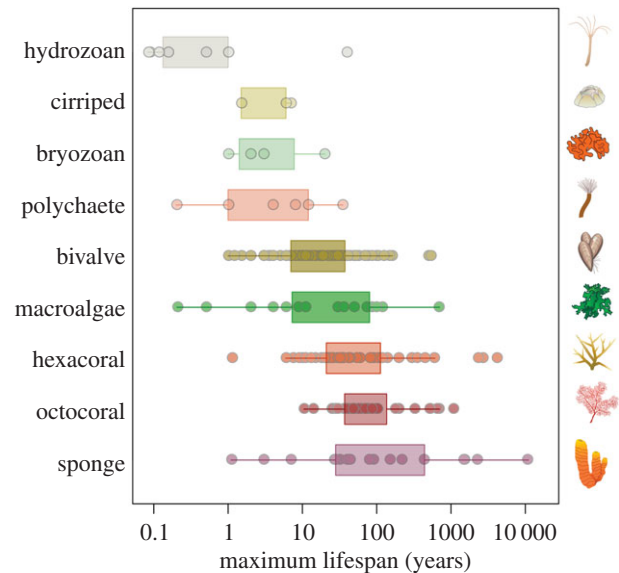 hydrozoan
cirriped
bryozoan
polychaete
bivalve
macroalgae
hexacoral
octocoral
sponge
0.1 1 10 100 1000 10 000
maximum lifespan (years)